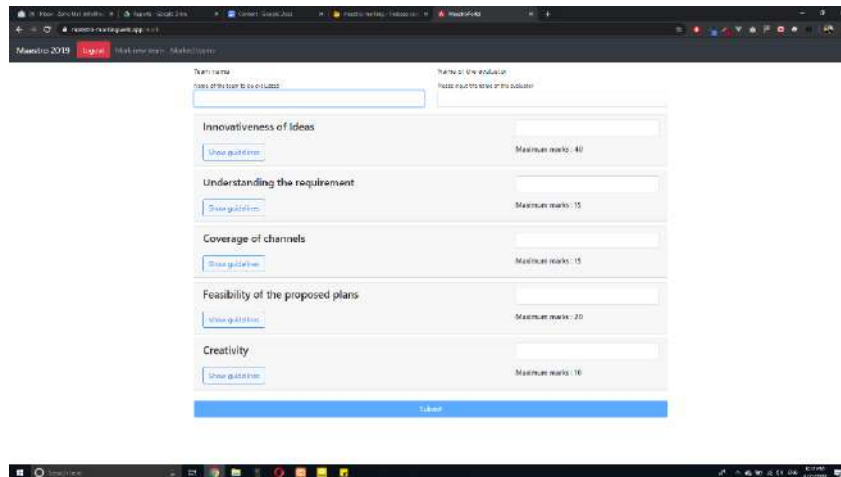 Maestro 2019 Logout Mark new team Marked teams
Team name Name of the evaluator
Name of the team to be evaluated Please input the name of the evaluator
Innovativeness of Ideas
Show guidelines Maximum marks : 40
Understanding the requirement
Show guidelines Maximum marks : 15
Coverage of channels
Show guidelines Maximum marks : 15
Feasibility of the proposed plans
Show guidelines Maximum marks : 20
Creativity
Show guidelines Maximum marks : 10
Submit